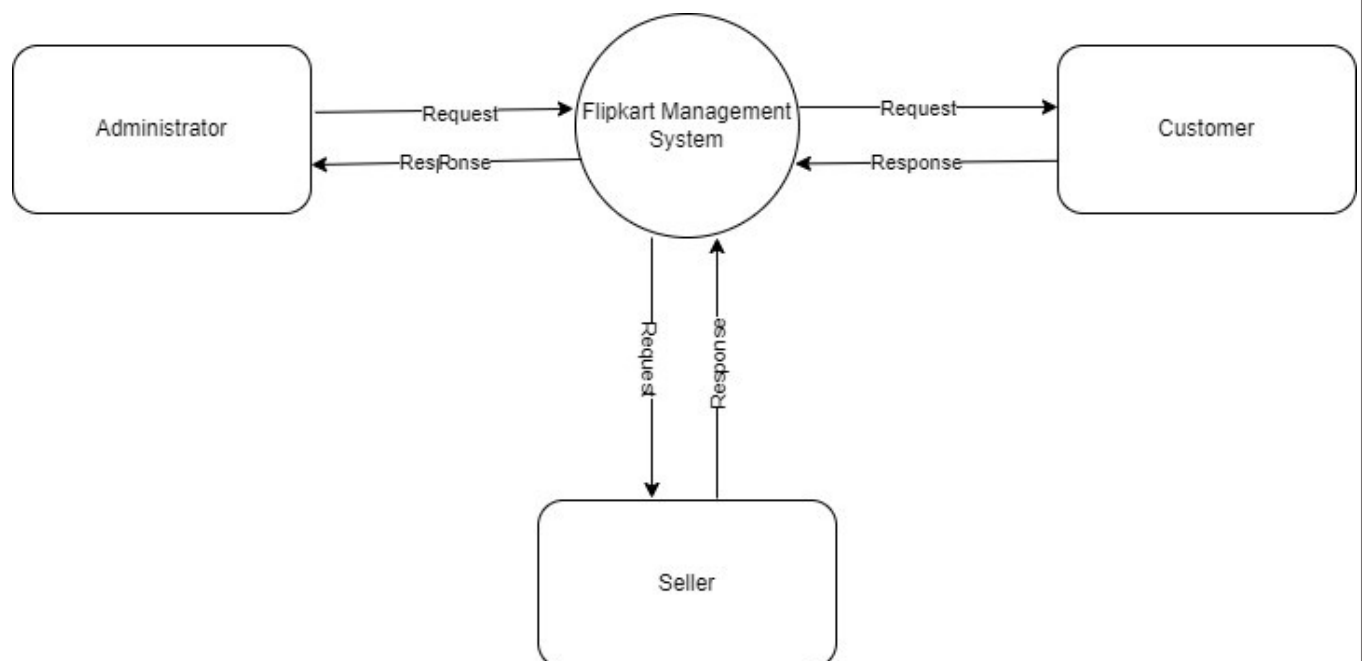 Administrator
Request
Response
Flipkart Management
System
Request
Response
Customer
Request
Response
Seller